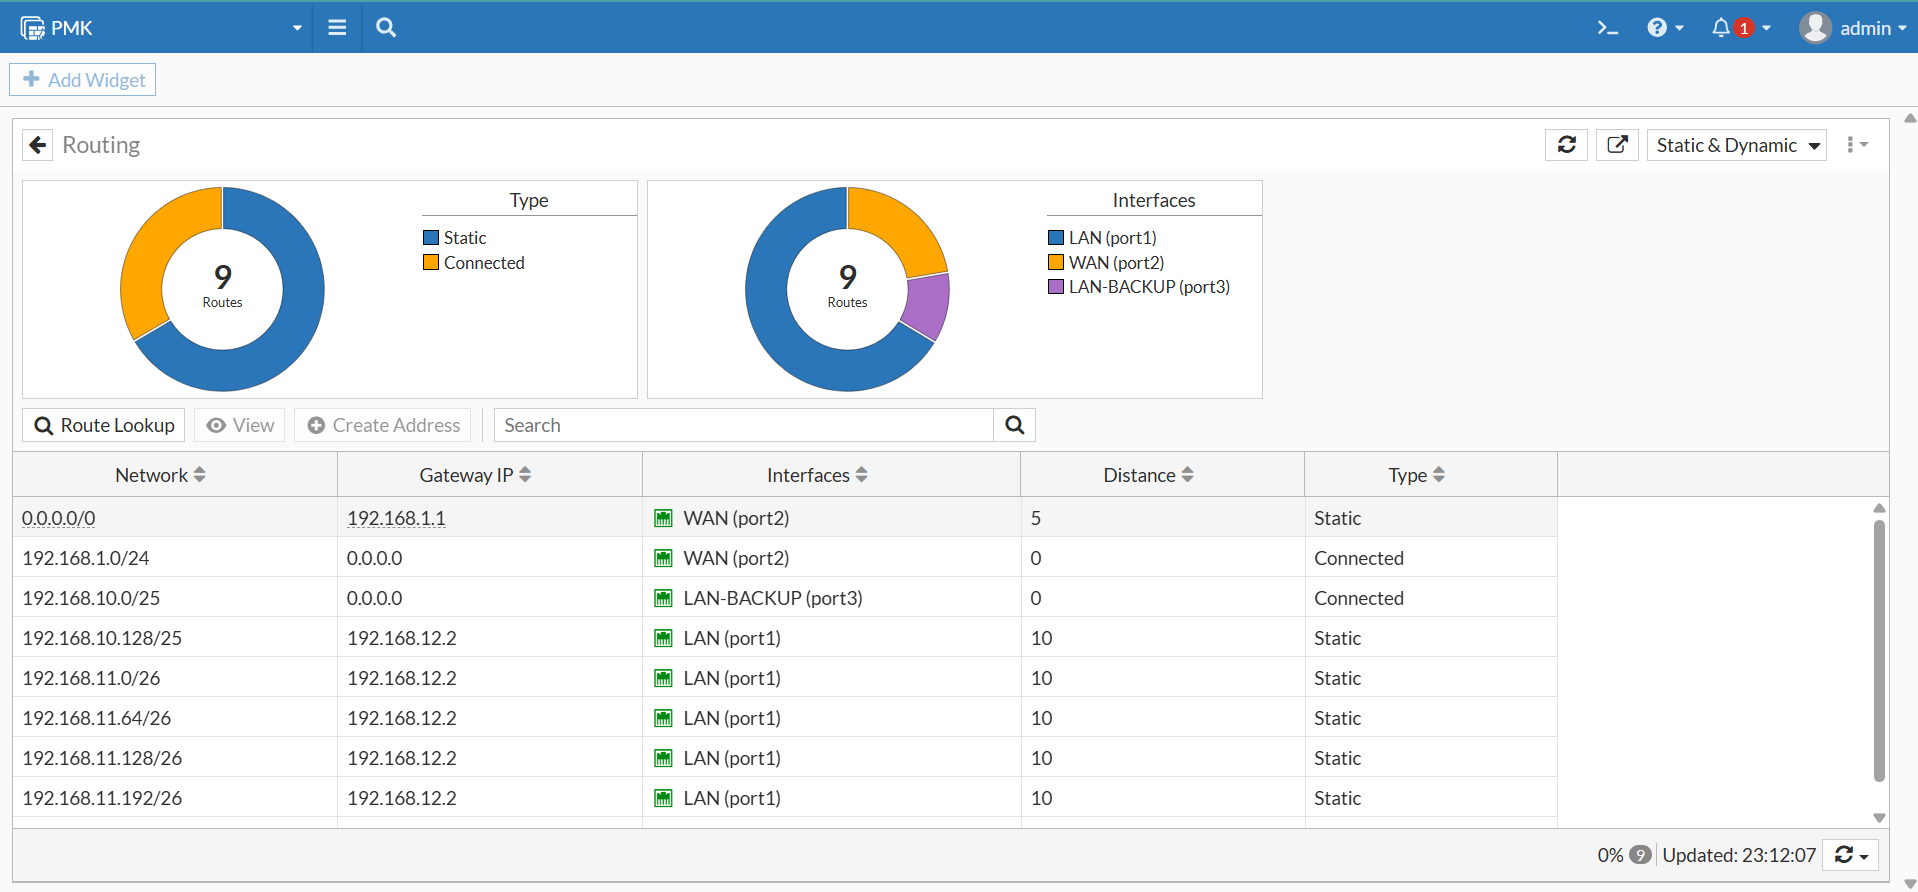 PMK
1
admin
Add Widget
Routing
Static & Dynamic
9
Routes
Type
Static
Connected
9
Routes
Interfaces
LAN (port1)
WAN (port2)
LAN-BACKUP (port3)
Route Lookup
View
Create Address
Search
Network Gateway IP Interfaces Distance Type
0.0.0.0/0 192.168.1.1 WAN (port2) 5 Static
192.168.1.0/24 0.0.0.0 WAN (port2) 0 Connected
192.168.10.0/25 0.0.0.0 LAN-BACKUP (port3) 0 Connected
192.168.10.128/25 192.168.12.2 LAN (port1) 10 Static
192.168.11.0/26 192.168.12.2 LAN (port1) 10 Static
192.168.11.64/26 192.168.12.2 LAN (port1) 10 Static
192.168.11.128/26 192.168.12.2 LAN (port1) 10 Static
192.168.11.192/26 192.168.12.2 LAN (port1) 10 Static
0% 9 Updated: 23:12:07